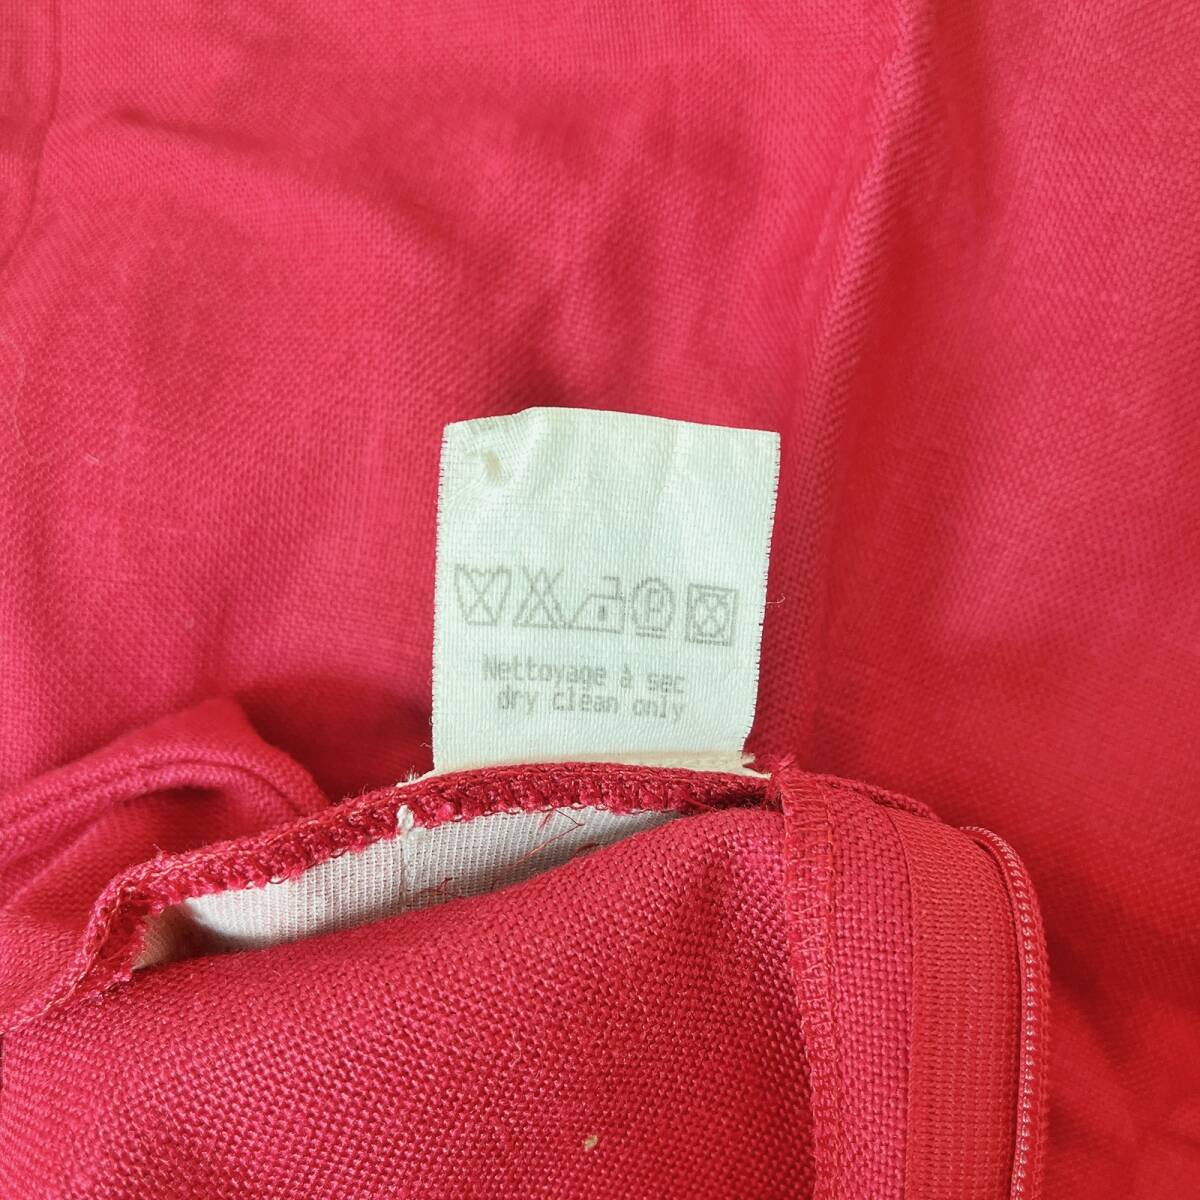 P
Nettoyage à sec
dry clean only